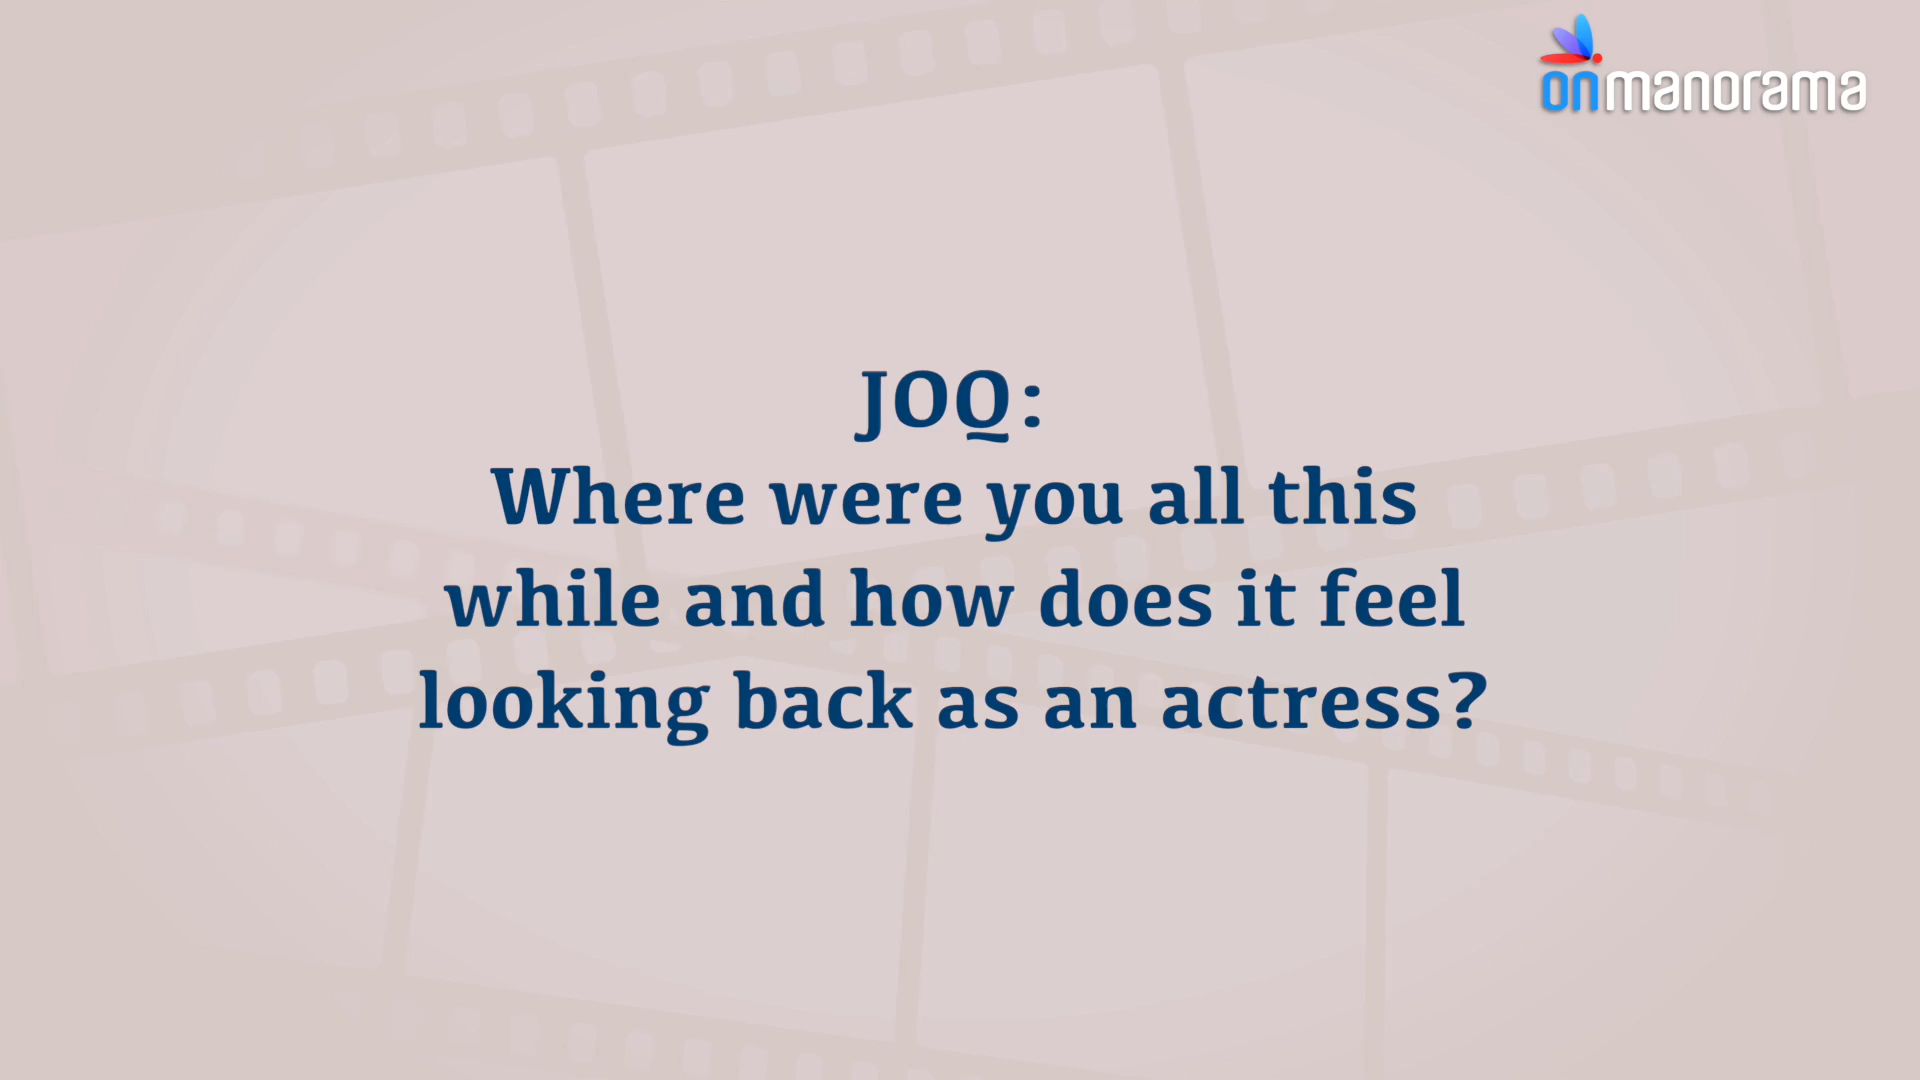 onmanorama
JOQ:
Where were you all this
while and how does it feel
looking back as an actress?